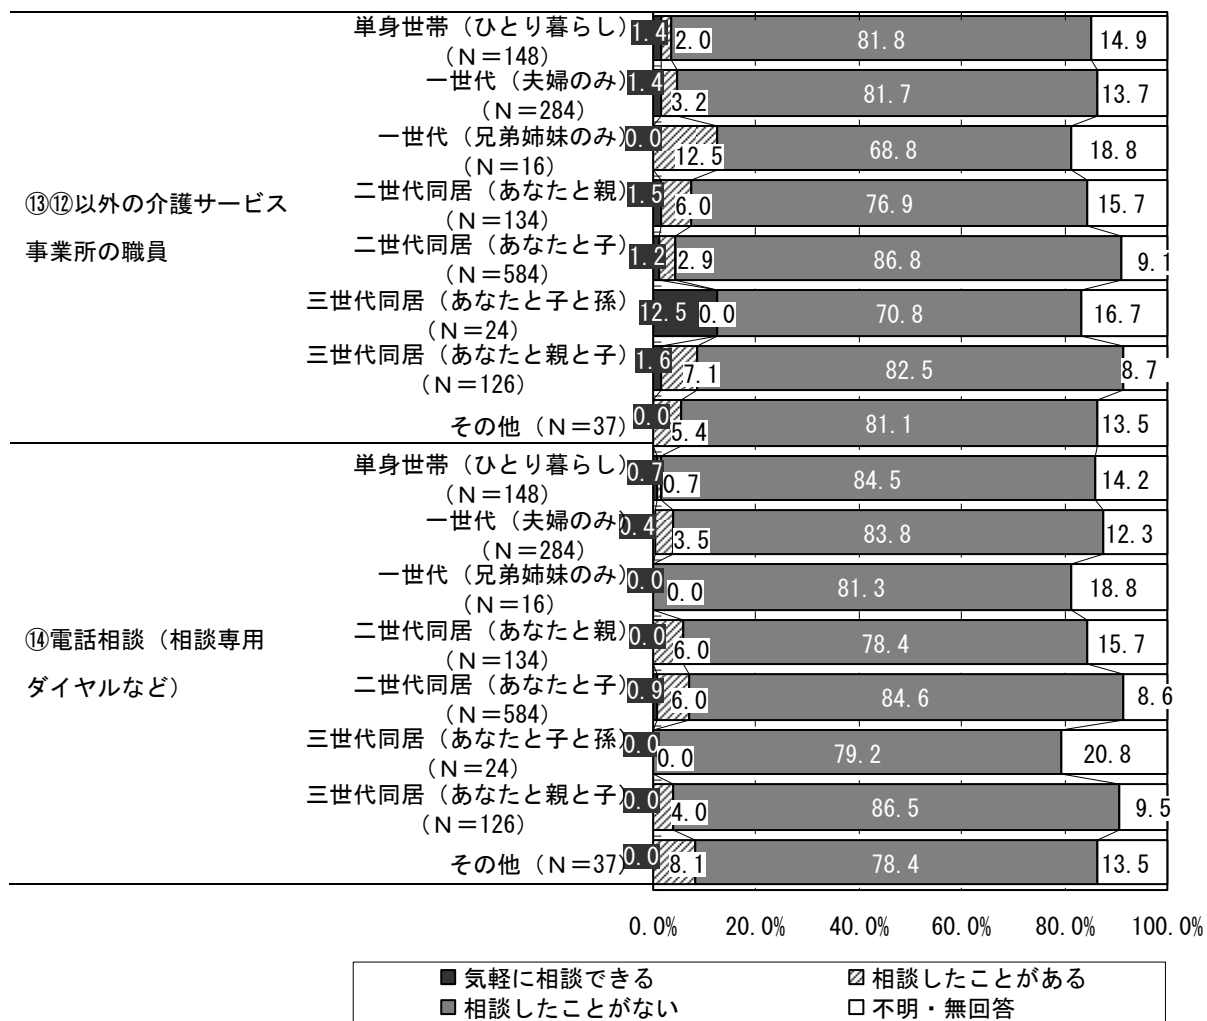 ⑬⑫以外の介護サービス
事業所の職員
単身世帯（ひとり暮らし）
（Ｎ＝148）
1.4 2.0 81.8 14.9
一世代（夫婦のみ）
（Ｎ＝284）
1.4 3.2 81.7 13.7
一世代（兄弟姉妹のみ）
（Ｎ＝16）
0.0 12.5 68.8 18.8
二世代同居（あなたと親）
（Ｎ＝134）
1.5 6.0 76.9 15.7
二世代同居（あなたと子）
（Ｎ＝584）
1.2 2.9 86.8 9.1
三世代同居（あなたと子と孫）
（Ｎ＝24）
12.5 0.0 70.8 16.7
三世代同居（あなたと親と子）
（Ｎ＝126）
1.6 7.1 82.5 8.7
その他（Ｎ＝37）
0.0 5.4 81.1 13.5
⑭電話相談（相談専用
ダイヤルなど）
単身世帯（ひとり暮らし）
（Ｎ＝148）
0.7 0.7 84.5 14.2
一世代（夫婦のみ）
（Ｎ＝284）
0.4 3.5 83.8 12.3
一世代（兄弟姉妹のみ）
（Ｎ＝16）
0.0 0.0 81.3 18.8
二世代同居（あなたと親）
（Ｎ＝134）
0.0 6.0 78.4 15.7
二世代同居（あなたと子）
（Ｎ＝584）
0.9 6.0 84.6 8.6
三世代同居（あなたと子と孫）
（Ｎ＝24）
0.0 0.0 79.2 20.8
三世代同居（あなたと親と子）
（Ｎ＝126）
0.0 4.0 86.5 9.5
その他（Ｎ＝37）
0.0 8.1 78.4 13.5
0.0% 20.0% 40.0% 60.0% 80.0% 100.0%
気軽に相談できる 相談したことがある
相談したことがない 不明・無回答